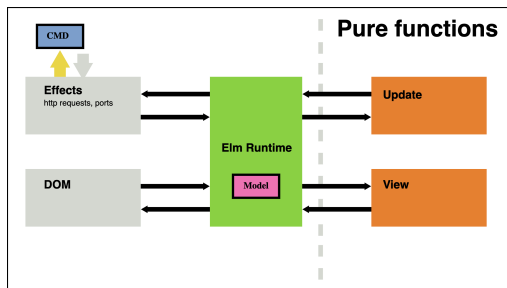 Pure functions
CMD
Effects
http requests, ports
Update
Elm Runtime
DOM
Model
View